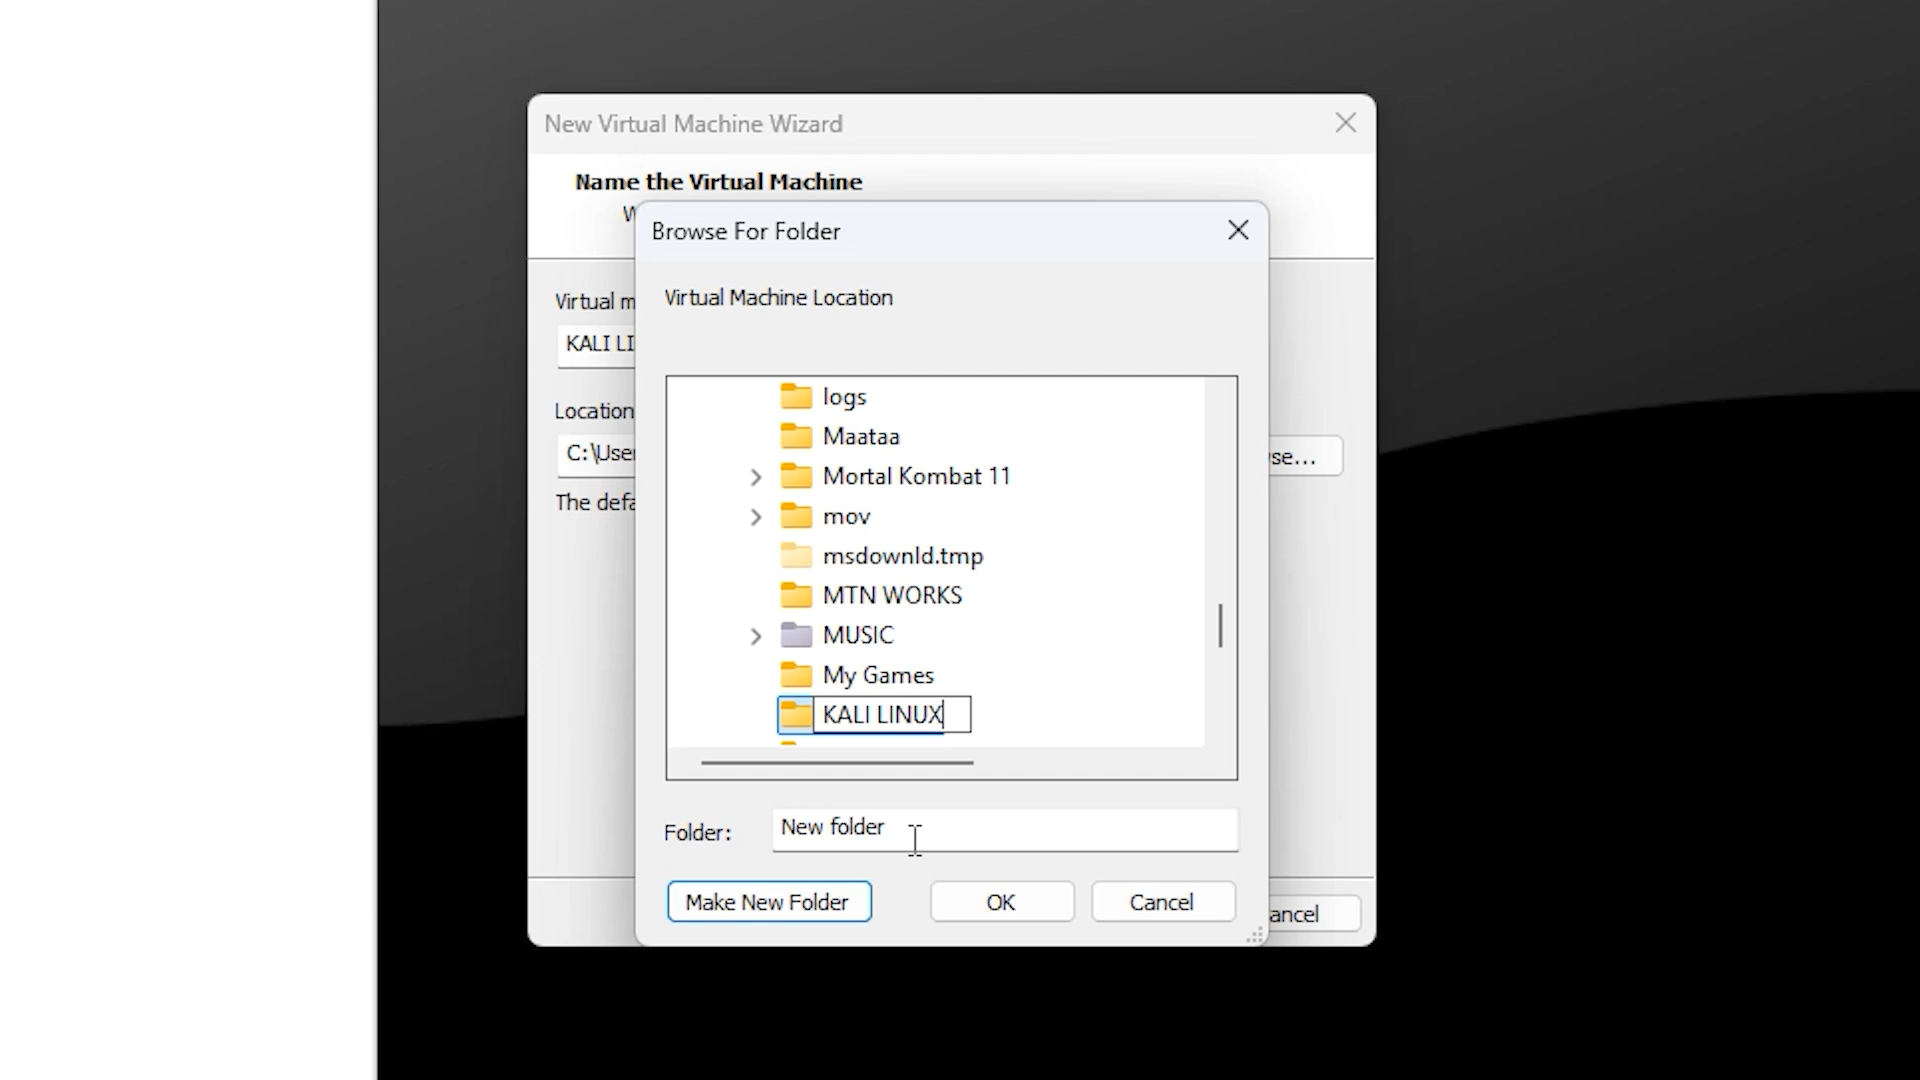 New Virtual Machine Wizard
Name the Virtual Machine
Browse For Folder
Virtual Machine Location
Virtual m
KALI LI
Location
C:\User
se...
The defa
logs
Maataa
Mortal Kombat 11
mov
msdownld.tmp
MTN WORKS
MUSIC
My Games
KALI LINUX
Folder:
New folder
Make New Folder
OK
Cancel
ancel